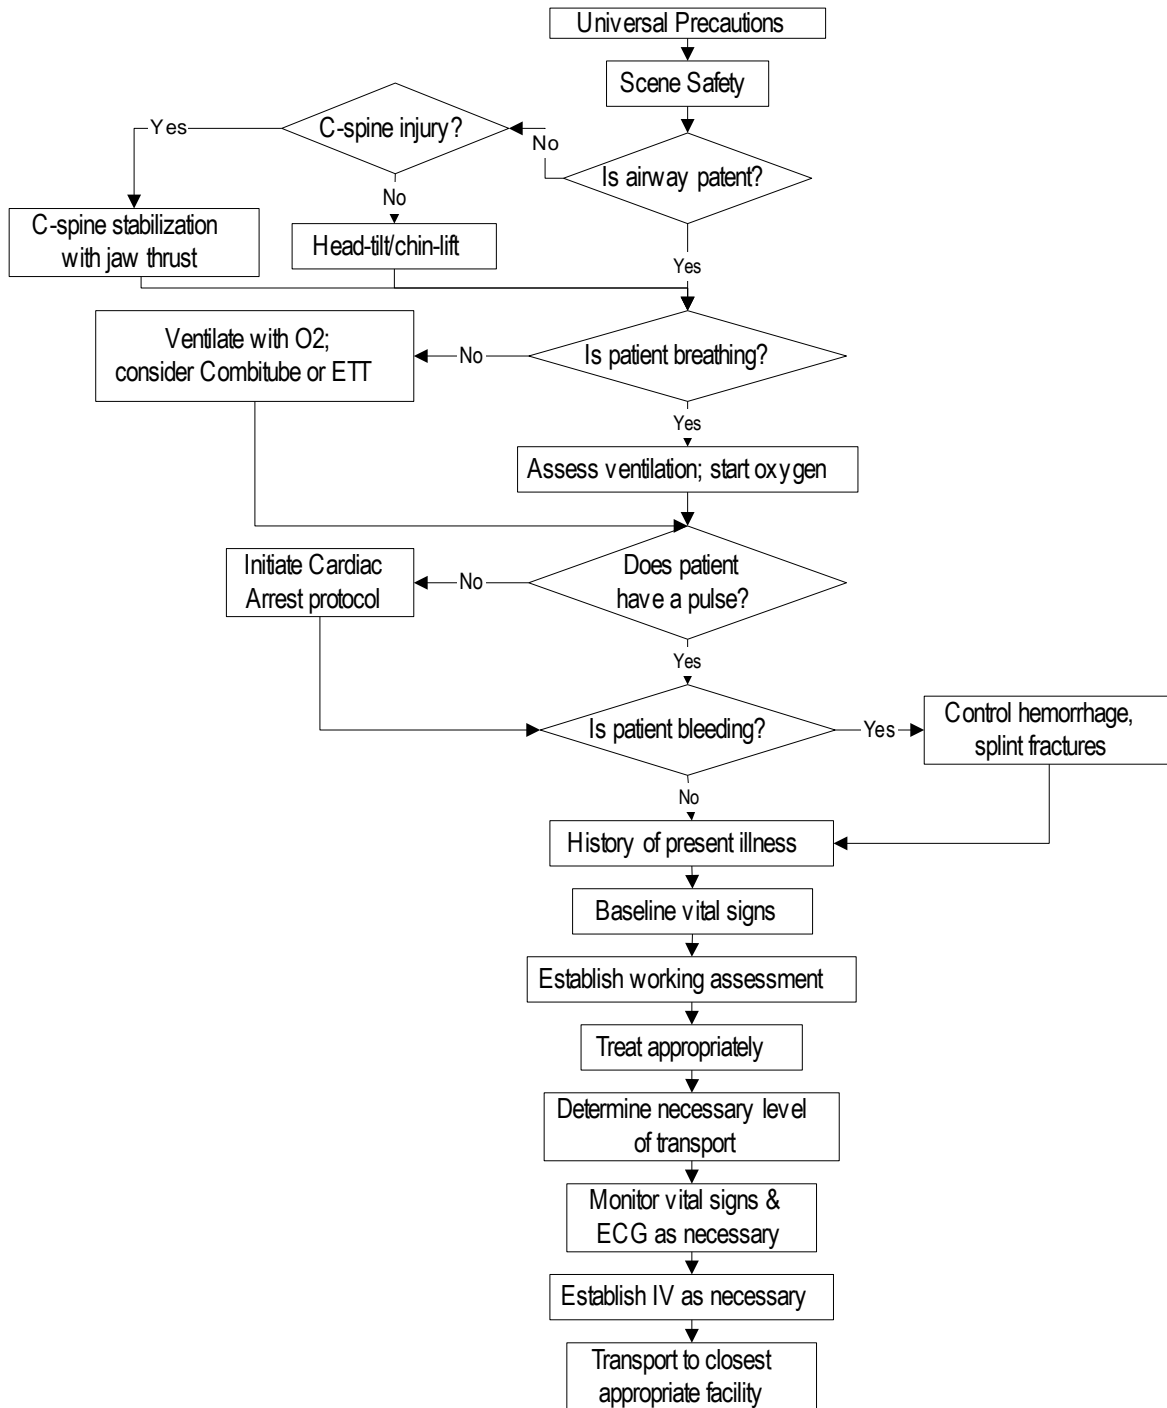 Universal Precautions
Scene Safety
C-spine injury?
Yes
No
Is airway patent?
No
C-spine stabilization
with jaw thrust
Head-tilt/chin-lift
Yes
Ventilate with O2;
consider Combitube or ETT
No
Is patient breathing?
Yes
Assess ventilation; start oxygen
Initiate Cardiac
Arrest protocol
No
Does patient
have a pulse?
Yes
Is patient bleeding?
Yes
Control hemorrhage,
splint fractures
No
History of present illness
Baseline vital signs
Establish working assessment
Treat appropriately
Determine necessary level
of transport
Monitor vital signs &
ECG as necessary
Establish IV as necessary
Transport to closest
appropriate facility